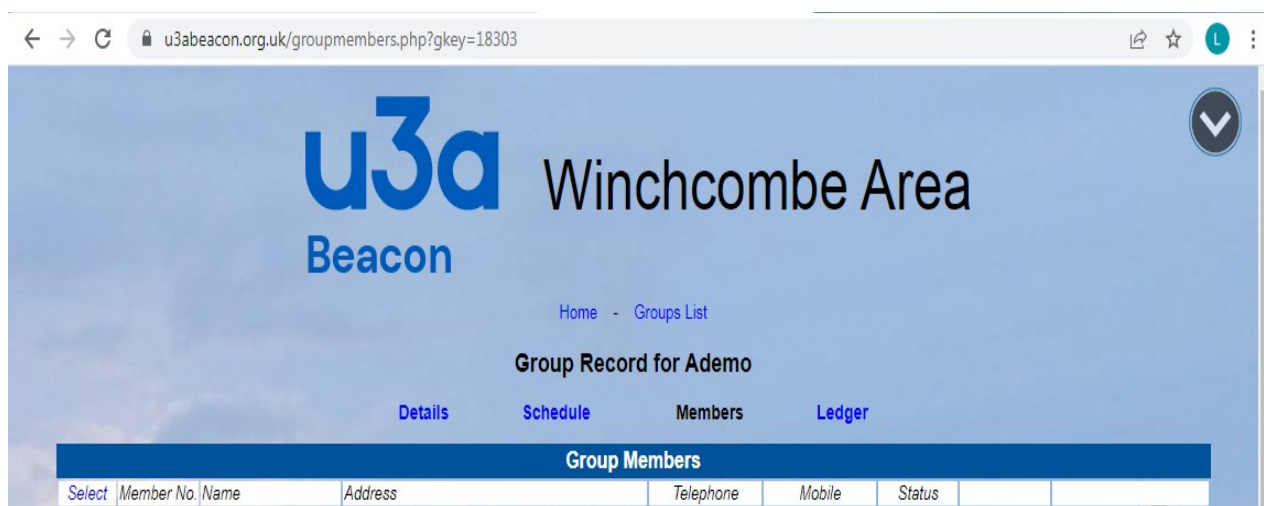 u3abeacon.org.uk/groupmembers.php?gkey=18303
L
u3a Winchcombe Area
Beacon
Home - Groups List
Group Record for Ademo
Details Schedule Members Ledger
Group Members
Select Member No. Name Address Telephone Mobile Status